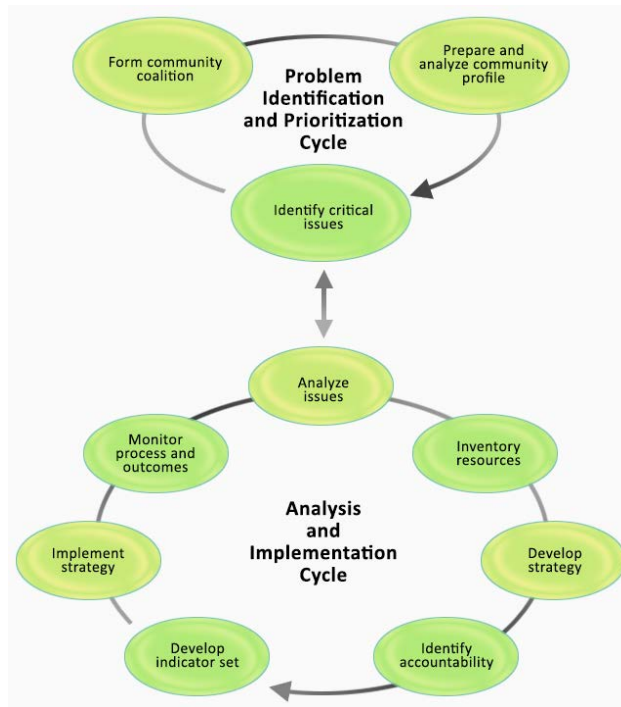 Form community
coalition
Prepare and
analyze community
profile
Problem
Identification
and Prioritization
Cycle
Identify critical
issues
Analyze
issues
Monitor
process and
outcomes
Inventory
resources
Analysis
and
Implementation
Cycle
Implement
strategy
Develop
strategy
Develop
indicator set
Identify
accountability